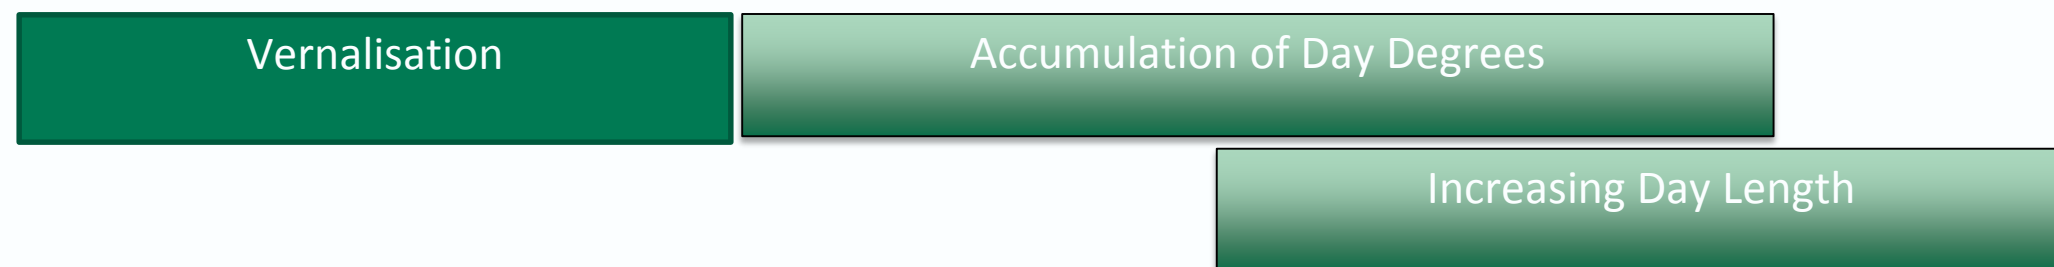 Vernalisation
Accumulation of Day Degrees
Increasing Day Length